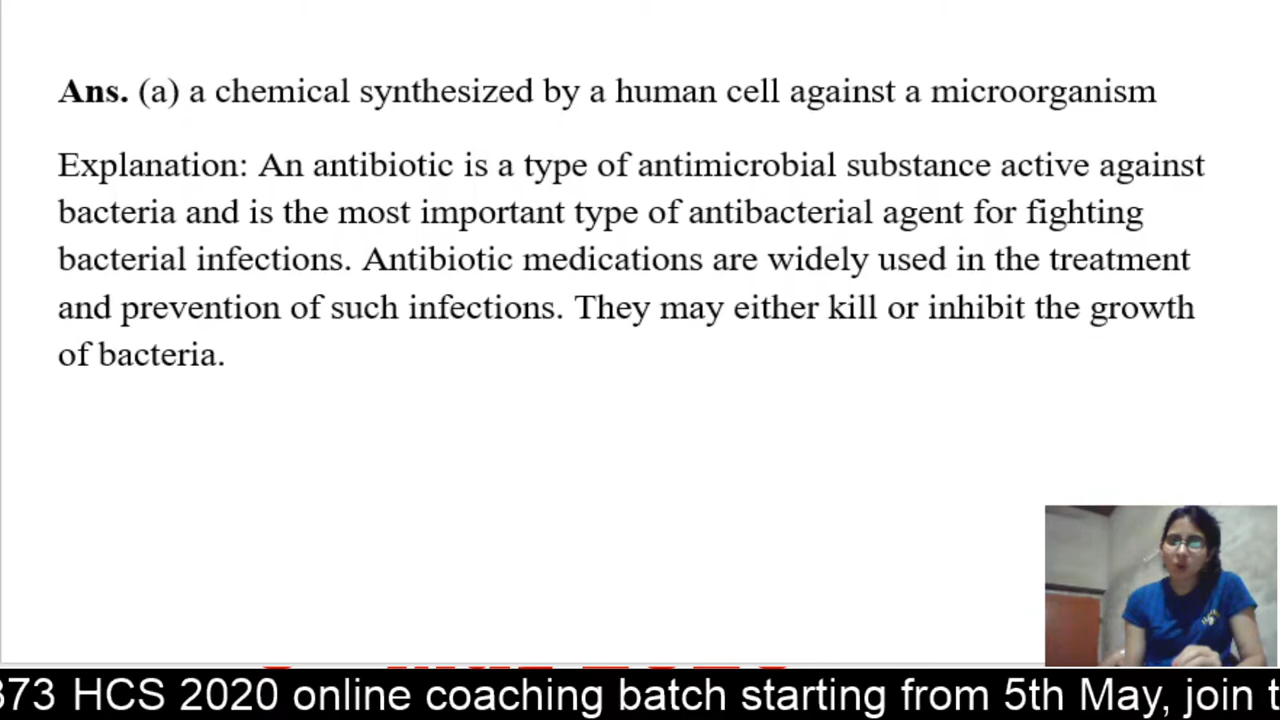 Ans. (a) a chemical synthesized by a human cell against a microorganism
Explanation: An antibiotic is a type of antimicrobial substance active against
bacteria and is the most important type of antibacterial agent for fighting
bacterial infections. Antibiotic medications are widely used in the treatment
and prevention of such infections. They may either kill or inhibit the growth
of bacteria.
373 HCS 2020 online coaching batch starting from 5th May, join